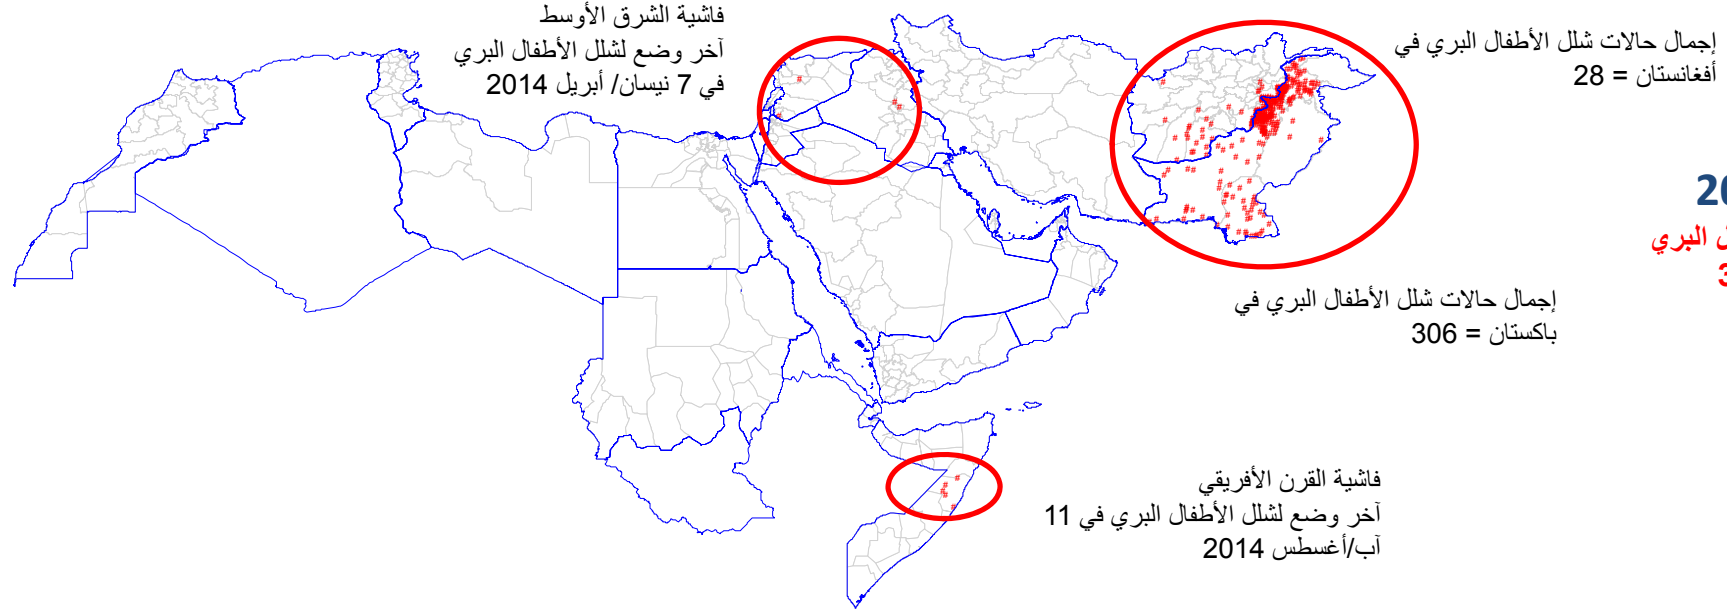 فاشية الشرق الأوسط
آخر وضع لشلل الأطفال البري
في 7 نيسان/ أبريل 2014
إجمال حالات شلل الأطفال البري في
أفغانستان = 28
البري
إجمال حالات شلل الأطفال البري في
باكستان = 306
فاشية القرن الأفريقي
آخر وضع لشلل الأطفال البري في 11
آب/أغسطس 2014